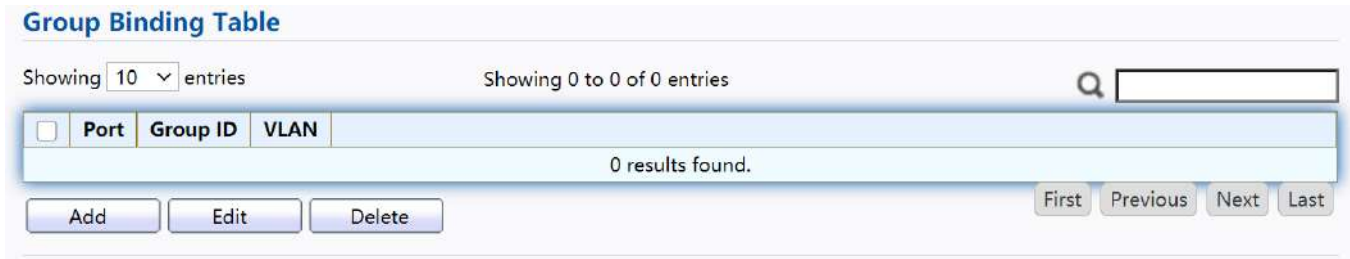 Group Binding Table
Showing 10 entries Showing 0 to 0 of 0 entries
Port Group ID VLAN
0 results found.
Add Edit Delete First Previous Next Last